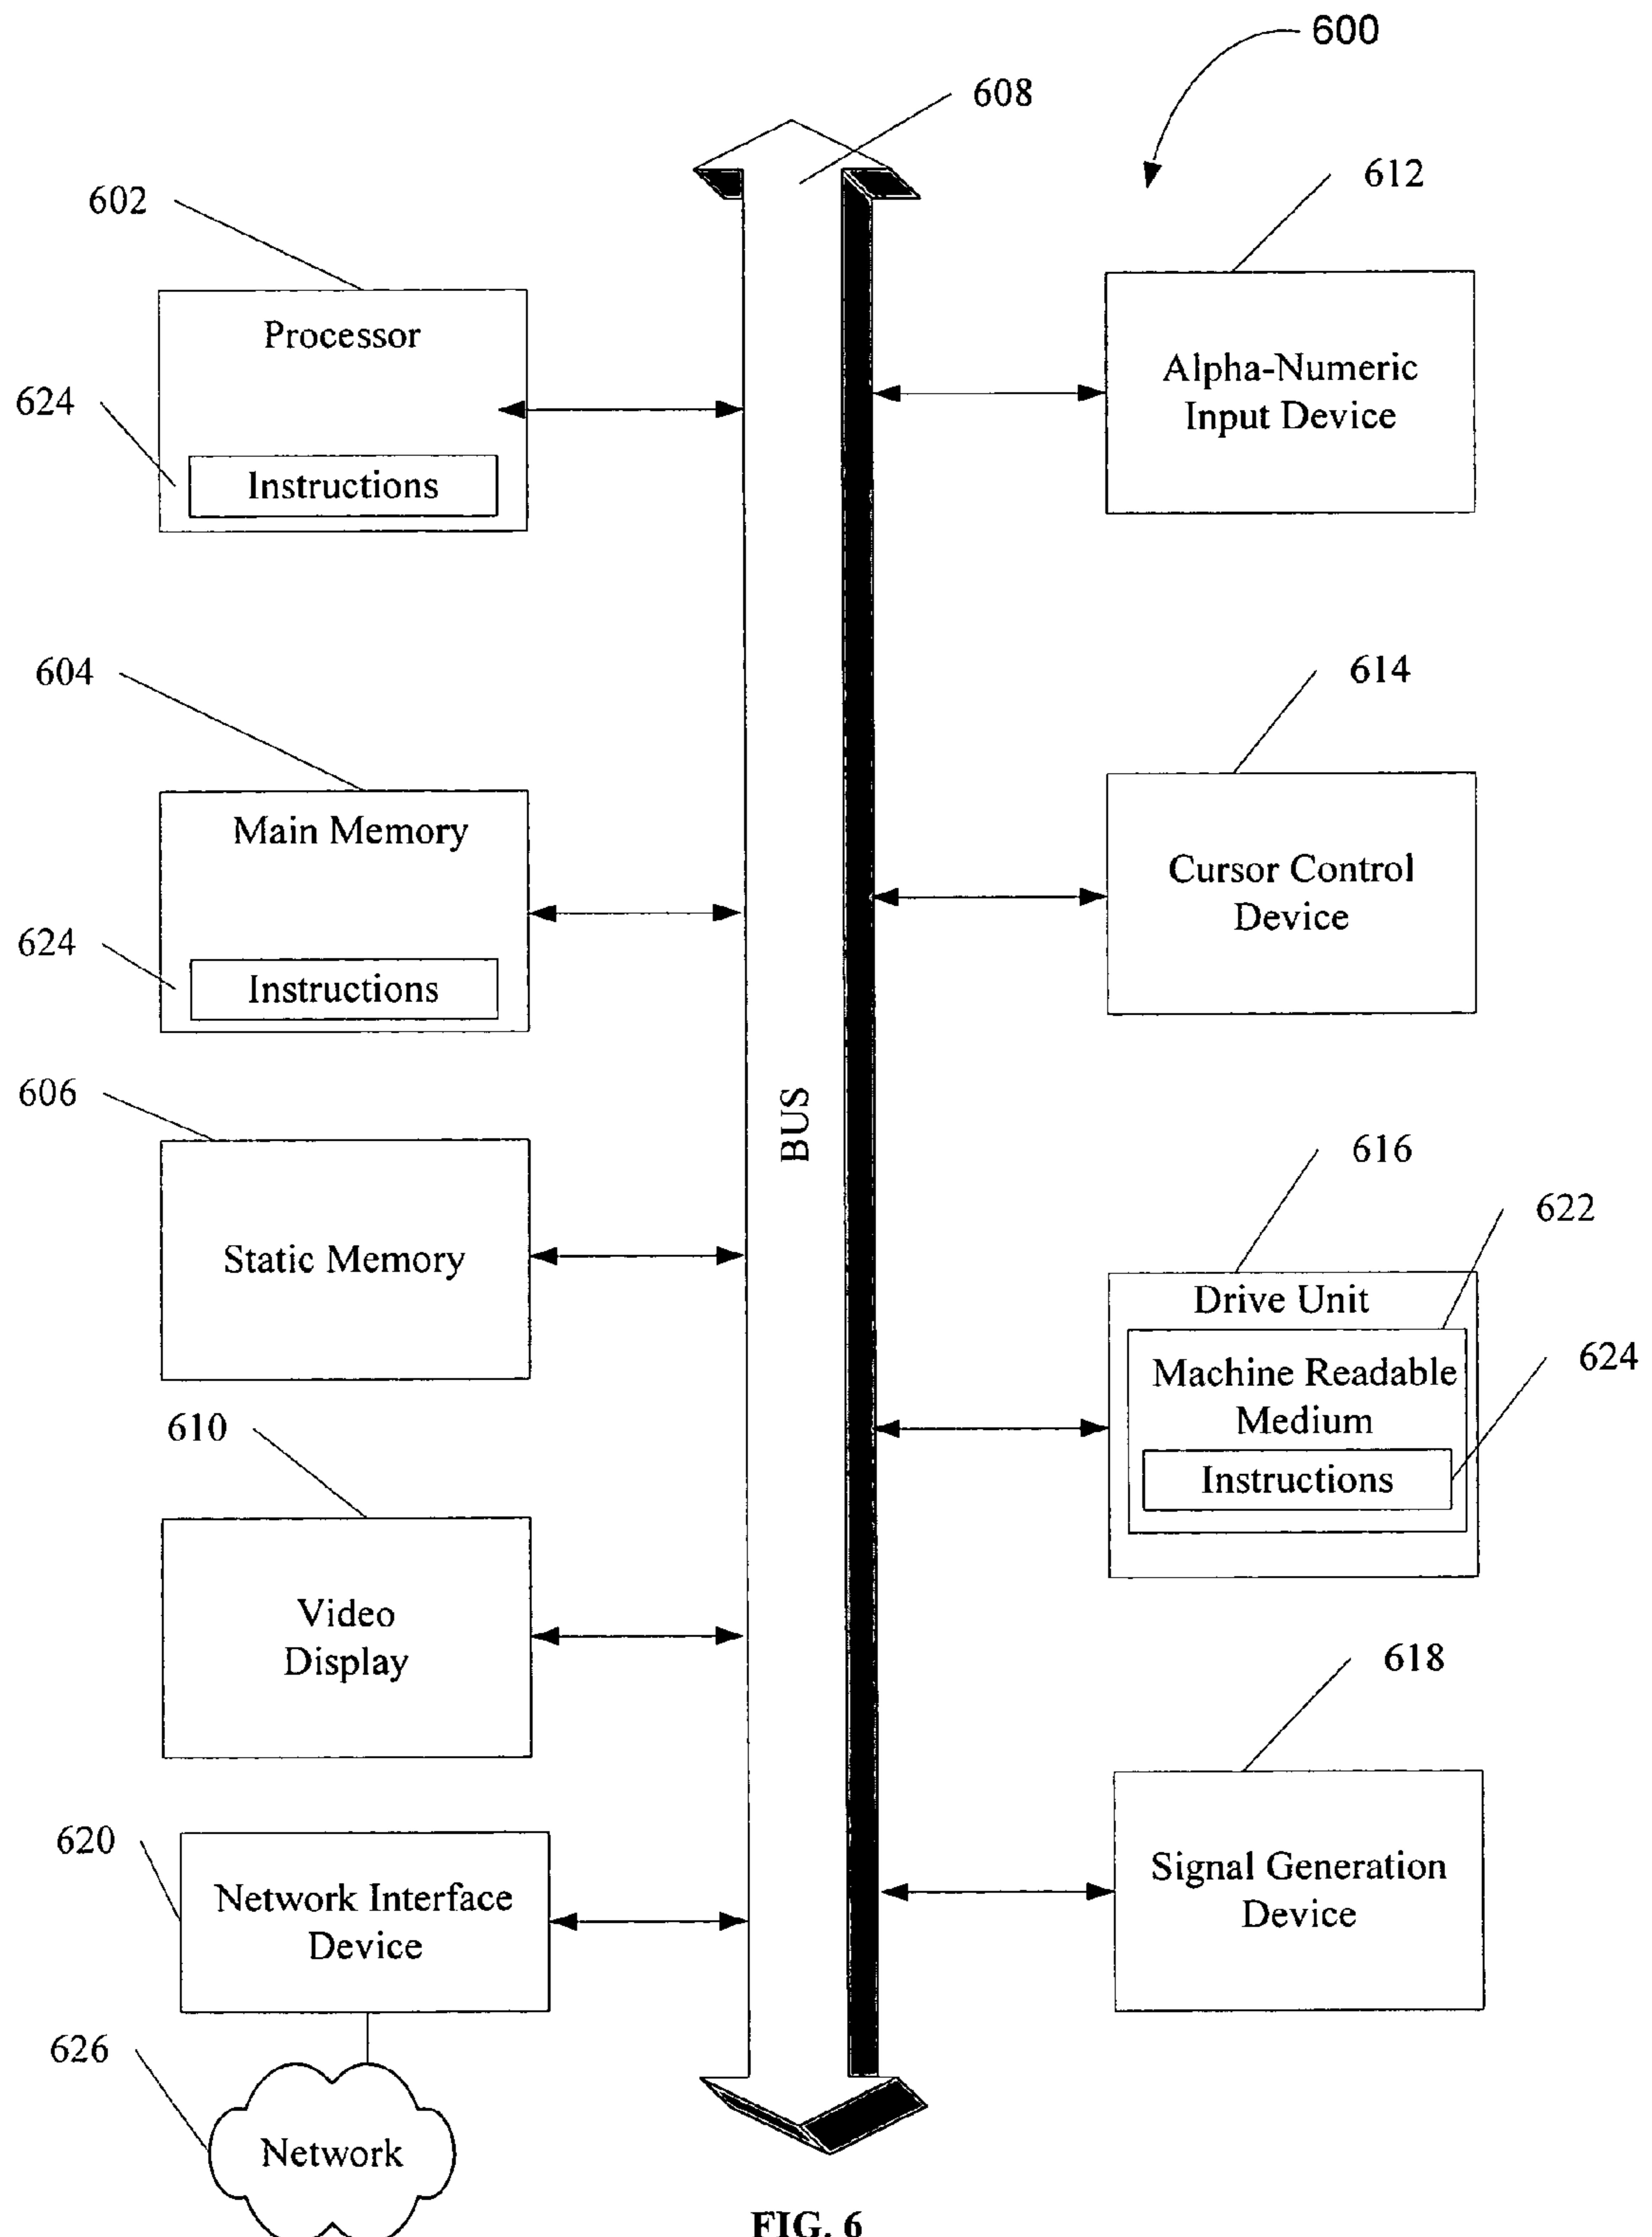 600
608
612
602
Processor
624
Instructions
Alpha-Numeric
Input Device
604
614
Main Memory
624
Instructions
Cursor Control
Device
606
BUS
616
622
Static Memory
Drive Unit
Machine Readable
Medium
624
Instructions
610
Video
Display
618
620
Network Interface
Device
Signal Generation
Device
626
Network
FIG. 6